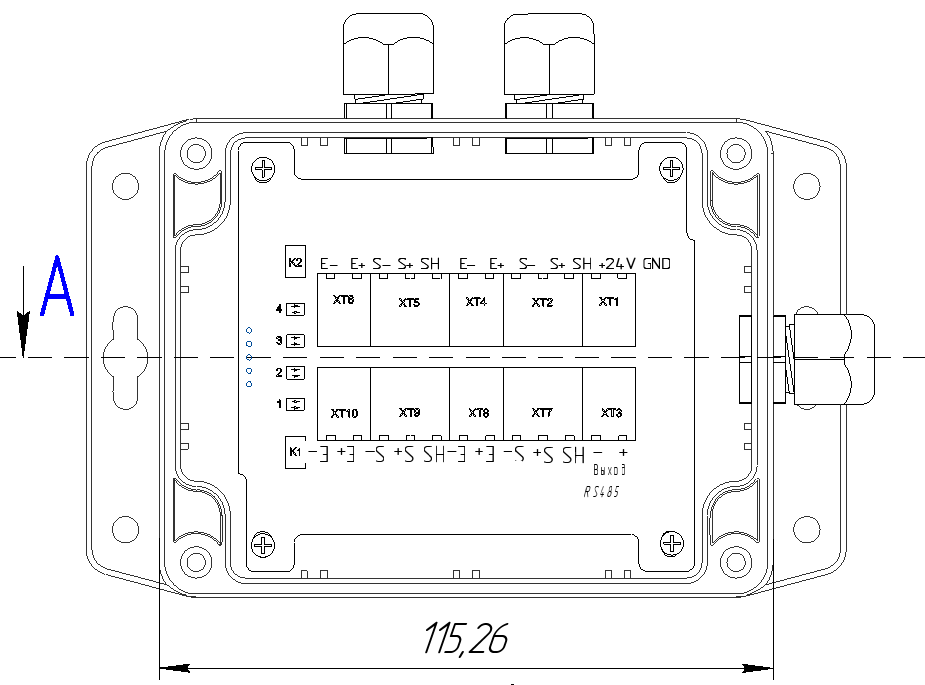 K2 E- E+ S- S+ SH E- E+ S- S+ SH +24V GND
XT6 XT5 XT4 XT2 XT1
А
4
3
2
1
XT10 XT9 XT8 XT7 XT3
K1 E- E+ S- S+ SH E- E+ S- S+ SH - +
Выход
RS485
115,26